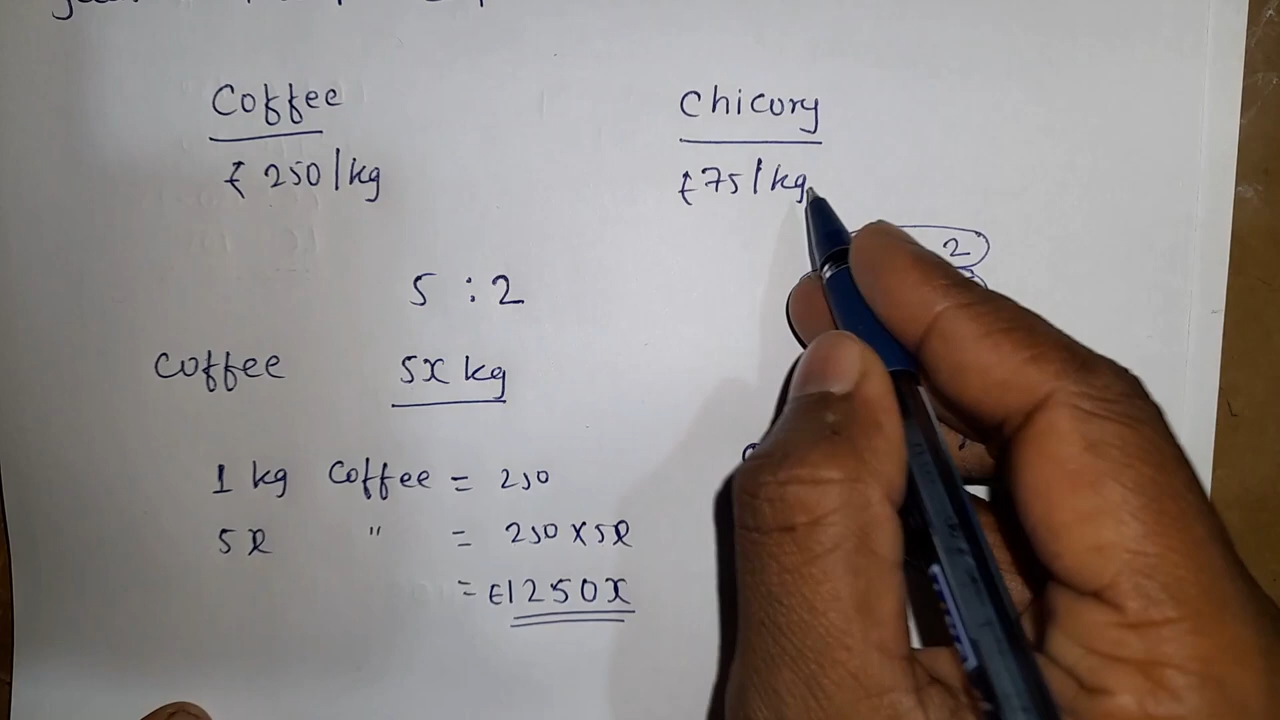 Coffee
₹ 250/kg
Chicory
₹75/kg
2
5 : 2
Coffee 5x kg
1 kg Coffee = 250
5x " = 250 x 5x
= ₹1250x